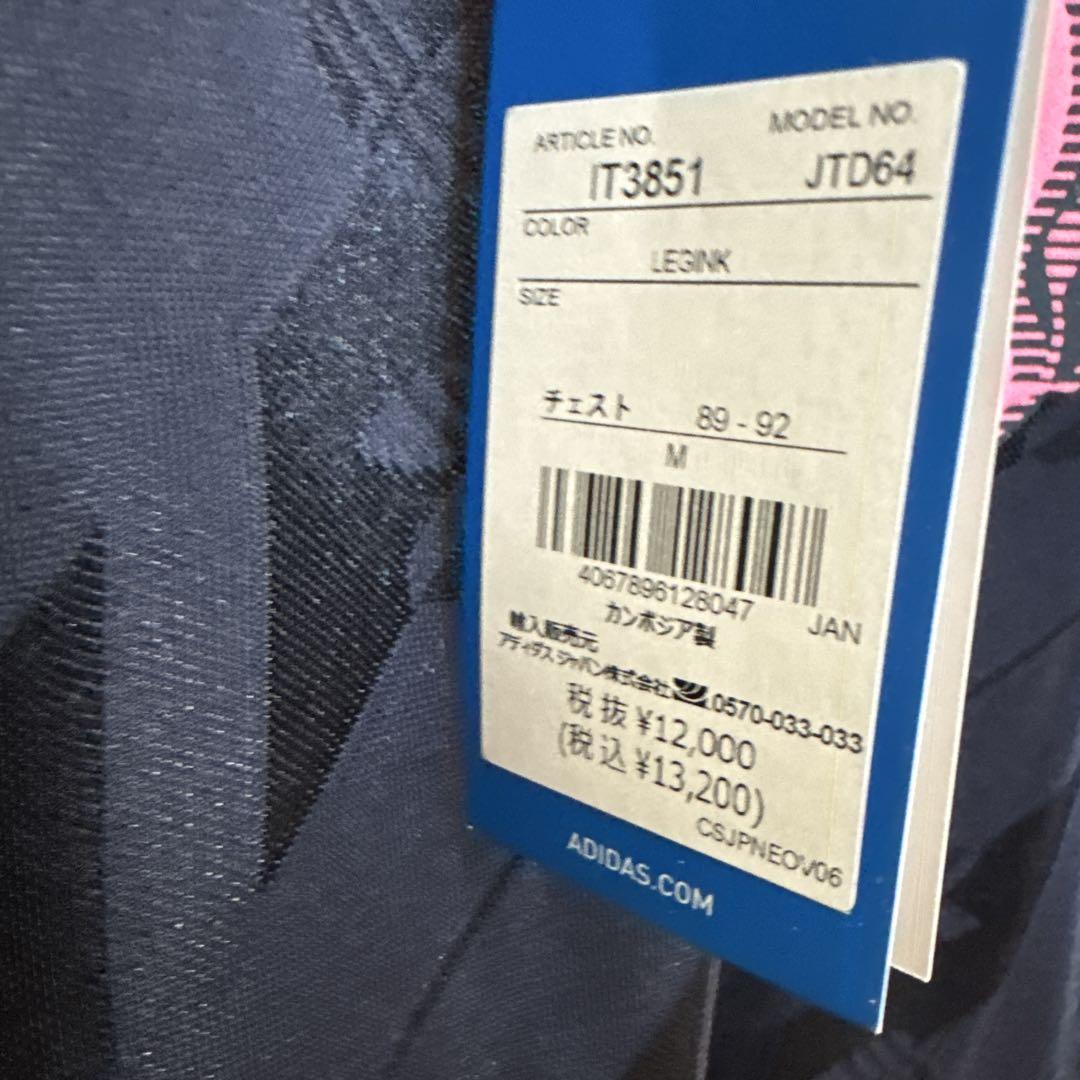 ARTICLE NO. MODEL NO.
IT3851 JTD64
COLOR
LEGINK
SIZE
チェスト 89 - 92
M
4067896128047 JAN
カンボジア製
輸入販売元
アディダス ジャパン株式会社 0570-033-033
税抜 ¥12,000
(税込 ¥13,200)
CSJPNEOV06
ADIDAS.COM